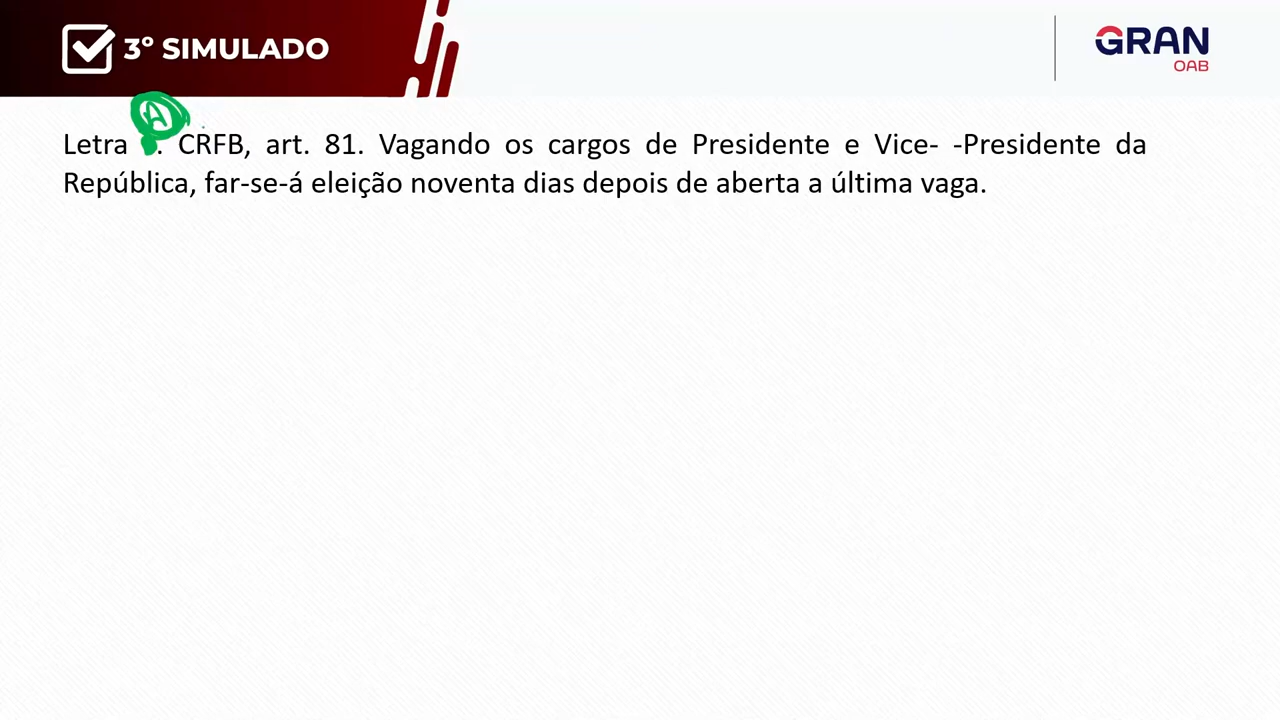 3º SIMULADO
GRAN
OAB
A
Letra . CRFB, art. 81. Vagando os cargos de Presidente e Vice- -Presidente da
República, far-se-á eleição noventa dias depois de aberta a última vaga.